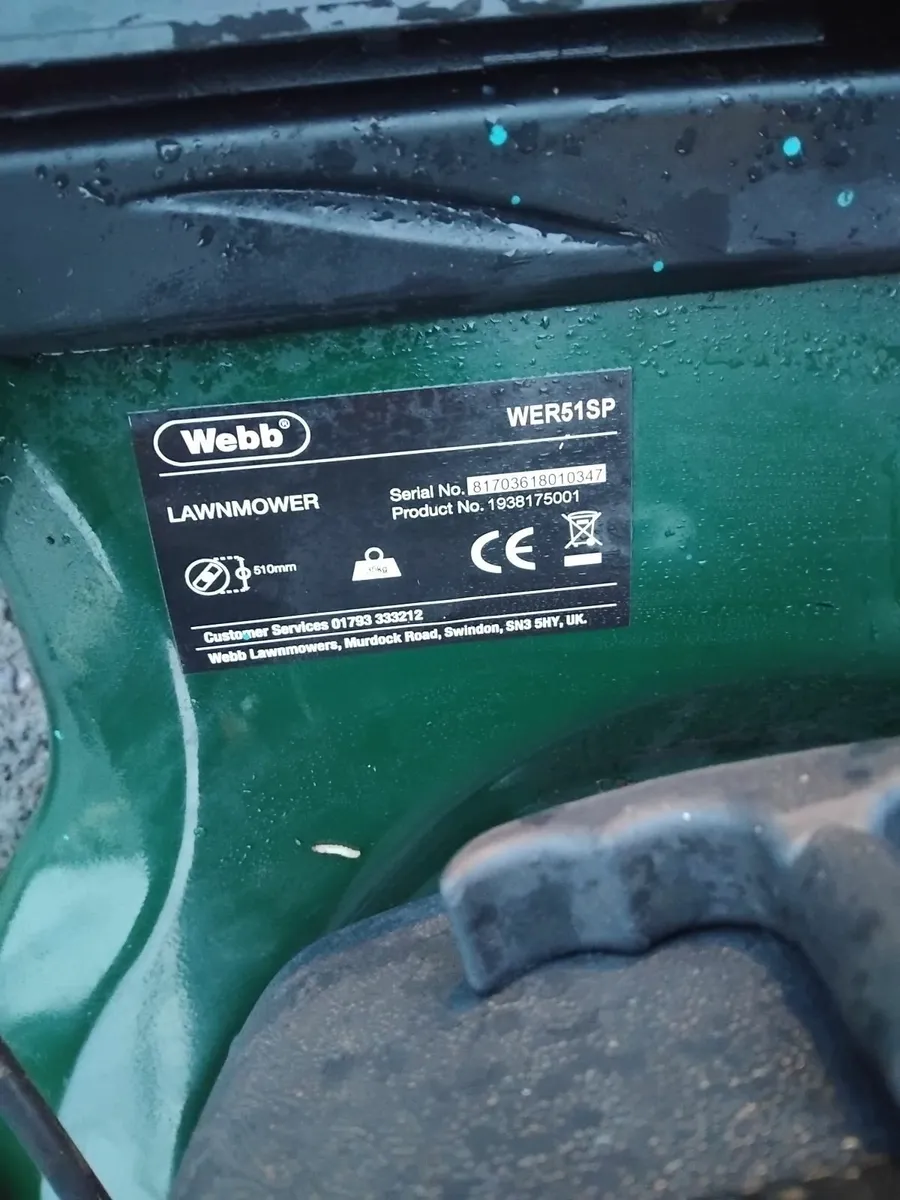 Webb®
WER51SP
LAWNMOWER
Serial No. 81703618010347
Product No. 1938175001
510mm
CE
Customer Services 01793 333212
Webb Lawnmowers, Murdock Road, Swindon, SN3 5HY, UK.